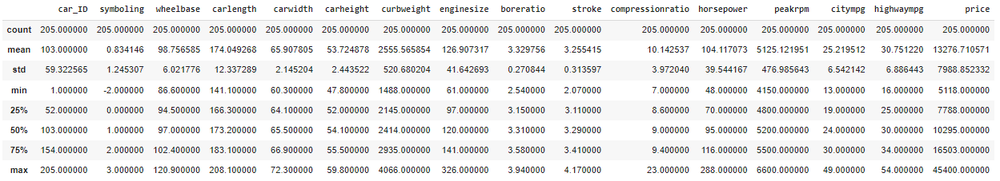 car_ID symboling wheelbase carlength carwidth carheight curbweight enginesize boreratio stroke compressionratio horsepower peakrpm citympg highwaympg price
count 205.000000 205.000000 205.000000 205.000000 205.000000 205.000000 205.000000 205.000000 205.000000 205.000000 205.000000 205.000000 205.000000 205.000000 205.000000 205.000000
mean 103.000000 0.834146 98.756585 174.049268 65.907805 53.724878 2555.565854 126.907317 3.329756 3.255415 10.142537 104.117073 5125.121951 25.219512 30.751220 13276.710571
std 59.322565 1.245307 6.021776 12.337289 2.145204 2.443522 520.680204 41.642693 0.270844 0.313597 3.972040 39.544167 476.985643 6.542142 6.886443 7988.852332
min 1.000000 -2.000000 86.600000 141.100000 60.300000 47.800000 1488.000000 61.000000 2.540000 2.070000 7.000000 48.000000 4150.000000 13.000000 16.000000 5118.000000
25% 52.000000 0.000000 94.500000 166.300000 64.100000 52.000000 2145.000000 97.000000 3.150000 3.110000 8.600000 70.000000 4800.000000 19.000000 25.000000 7788.000000
50% 103.000000 1.000000 97.000000 173.200000 65.500000 54.100000 2414.000000 120.000000 3.310000 3.290000 9.000000 95.000000 5200.000000 24.000000 30.000000 10295.000000
75% 154.000000 2.000000 102.400000 183.100000 66.900000 55.500000 2935.000000 141.000000 3.580000 3.410000 9.400000 116.000000 5500.000000 30.000000 34.000000 16503.000000
max 205.000000 3.000000 120.900000 208.100000 72.300000 59.800000 4066.000000 326.000000 3.940000 4.170000 23.000000 288.000000 6600.000000 49.000000 54.000000 45400.000000